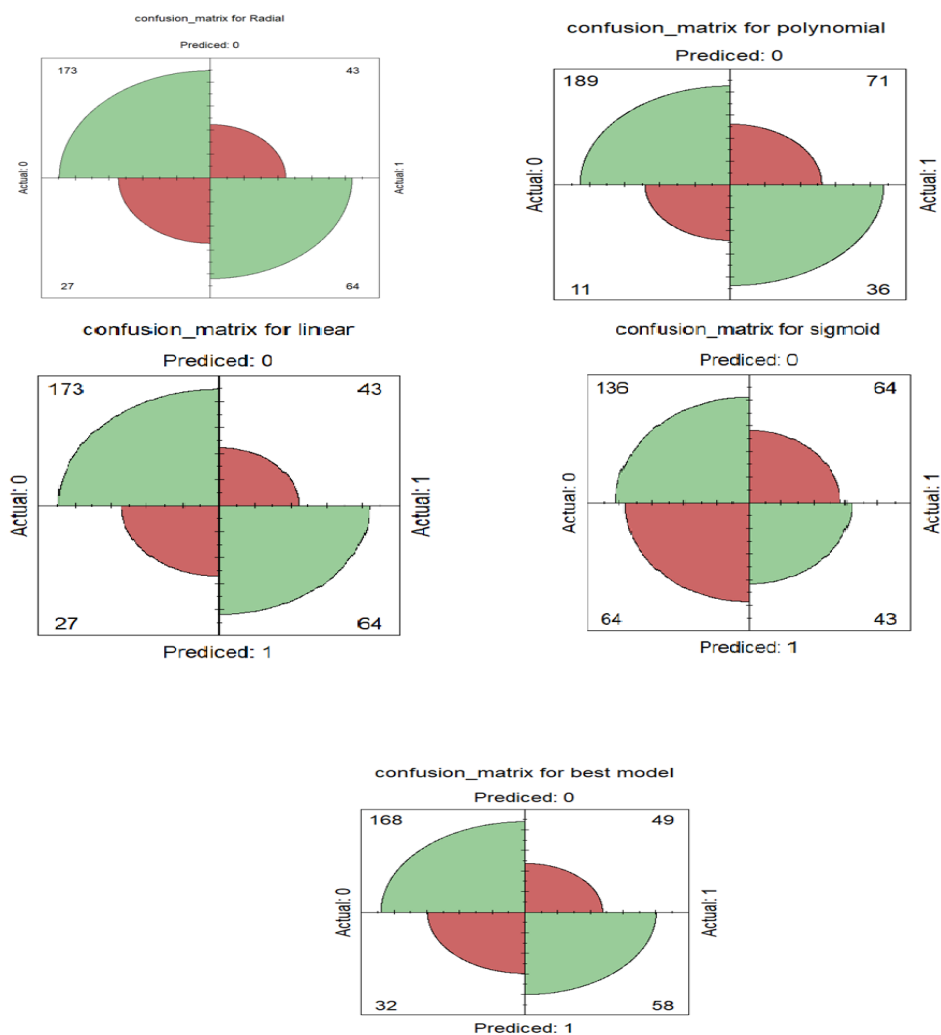 confusion_matrix for Radial
Prediced: 0
173 43
Actual: 0
Actual: 1
27 64
confusion_matrix for polynomial
Prediced: 0
189 71
Actual: 0
Actual: 1
11 36
confusion_matrix for linear
Prediced: 0
173 43
Actual: 0
Actual: 1
27 64
Prediced: 1
confusion_matrix for sigmoid
Prediced: 0
136 64
Actual: 0
Actual: 1
64 43
Prediced: 1
confusion_matrix for best model
Prediced: 0
168 49
Actual: 0
Actual: 1
32 58
Prediced: 1